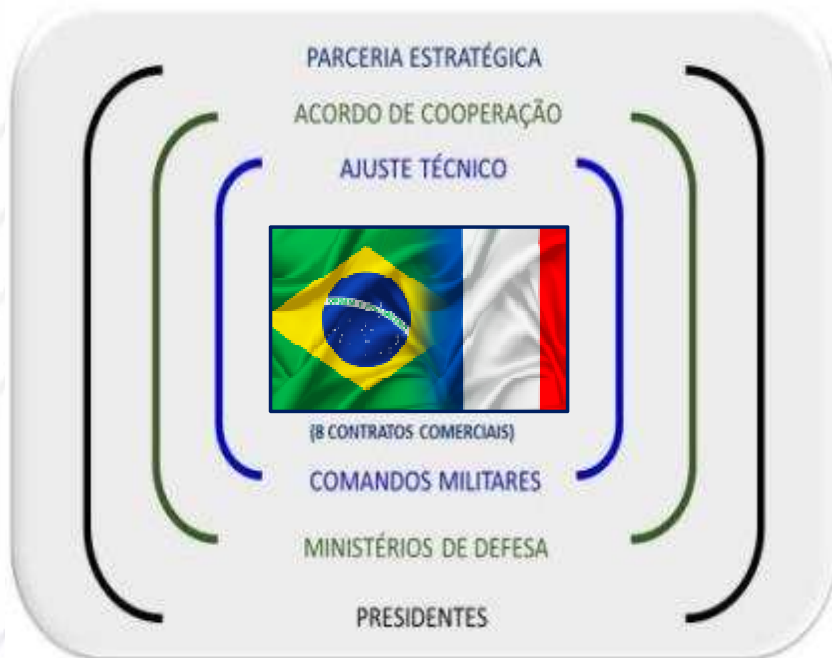 PARCERIA ESTRATÉGICA
ACORDO DE COOPERAÇÃO
AJUSTE TÉCNICO
(8 CONTRATOS COMERCIAIS)
COMANDOS MILITARES
MINISTÉRIOS DE DEFESA
PRESIDENTES